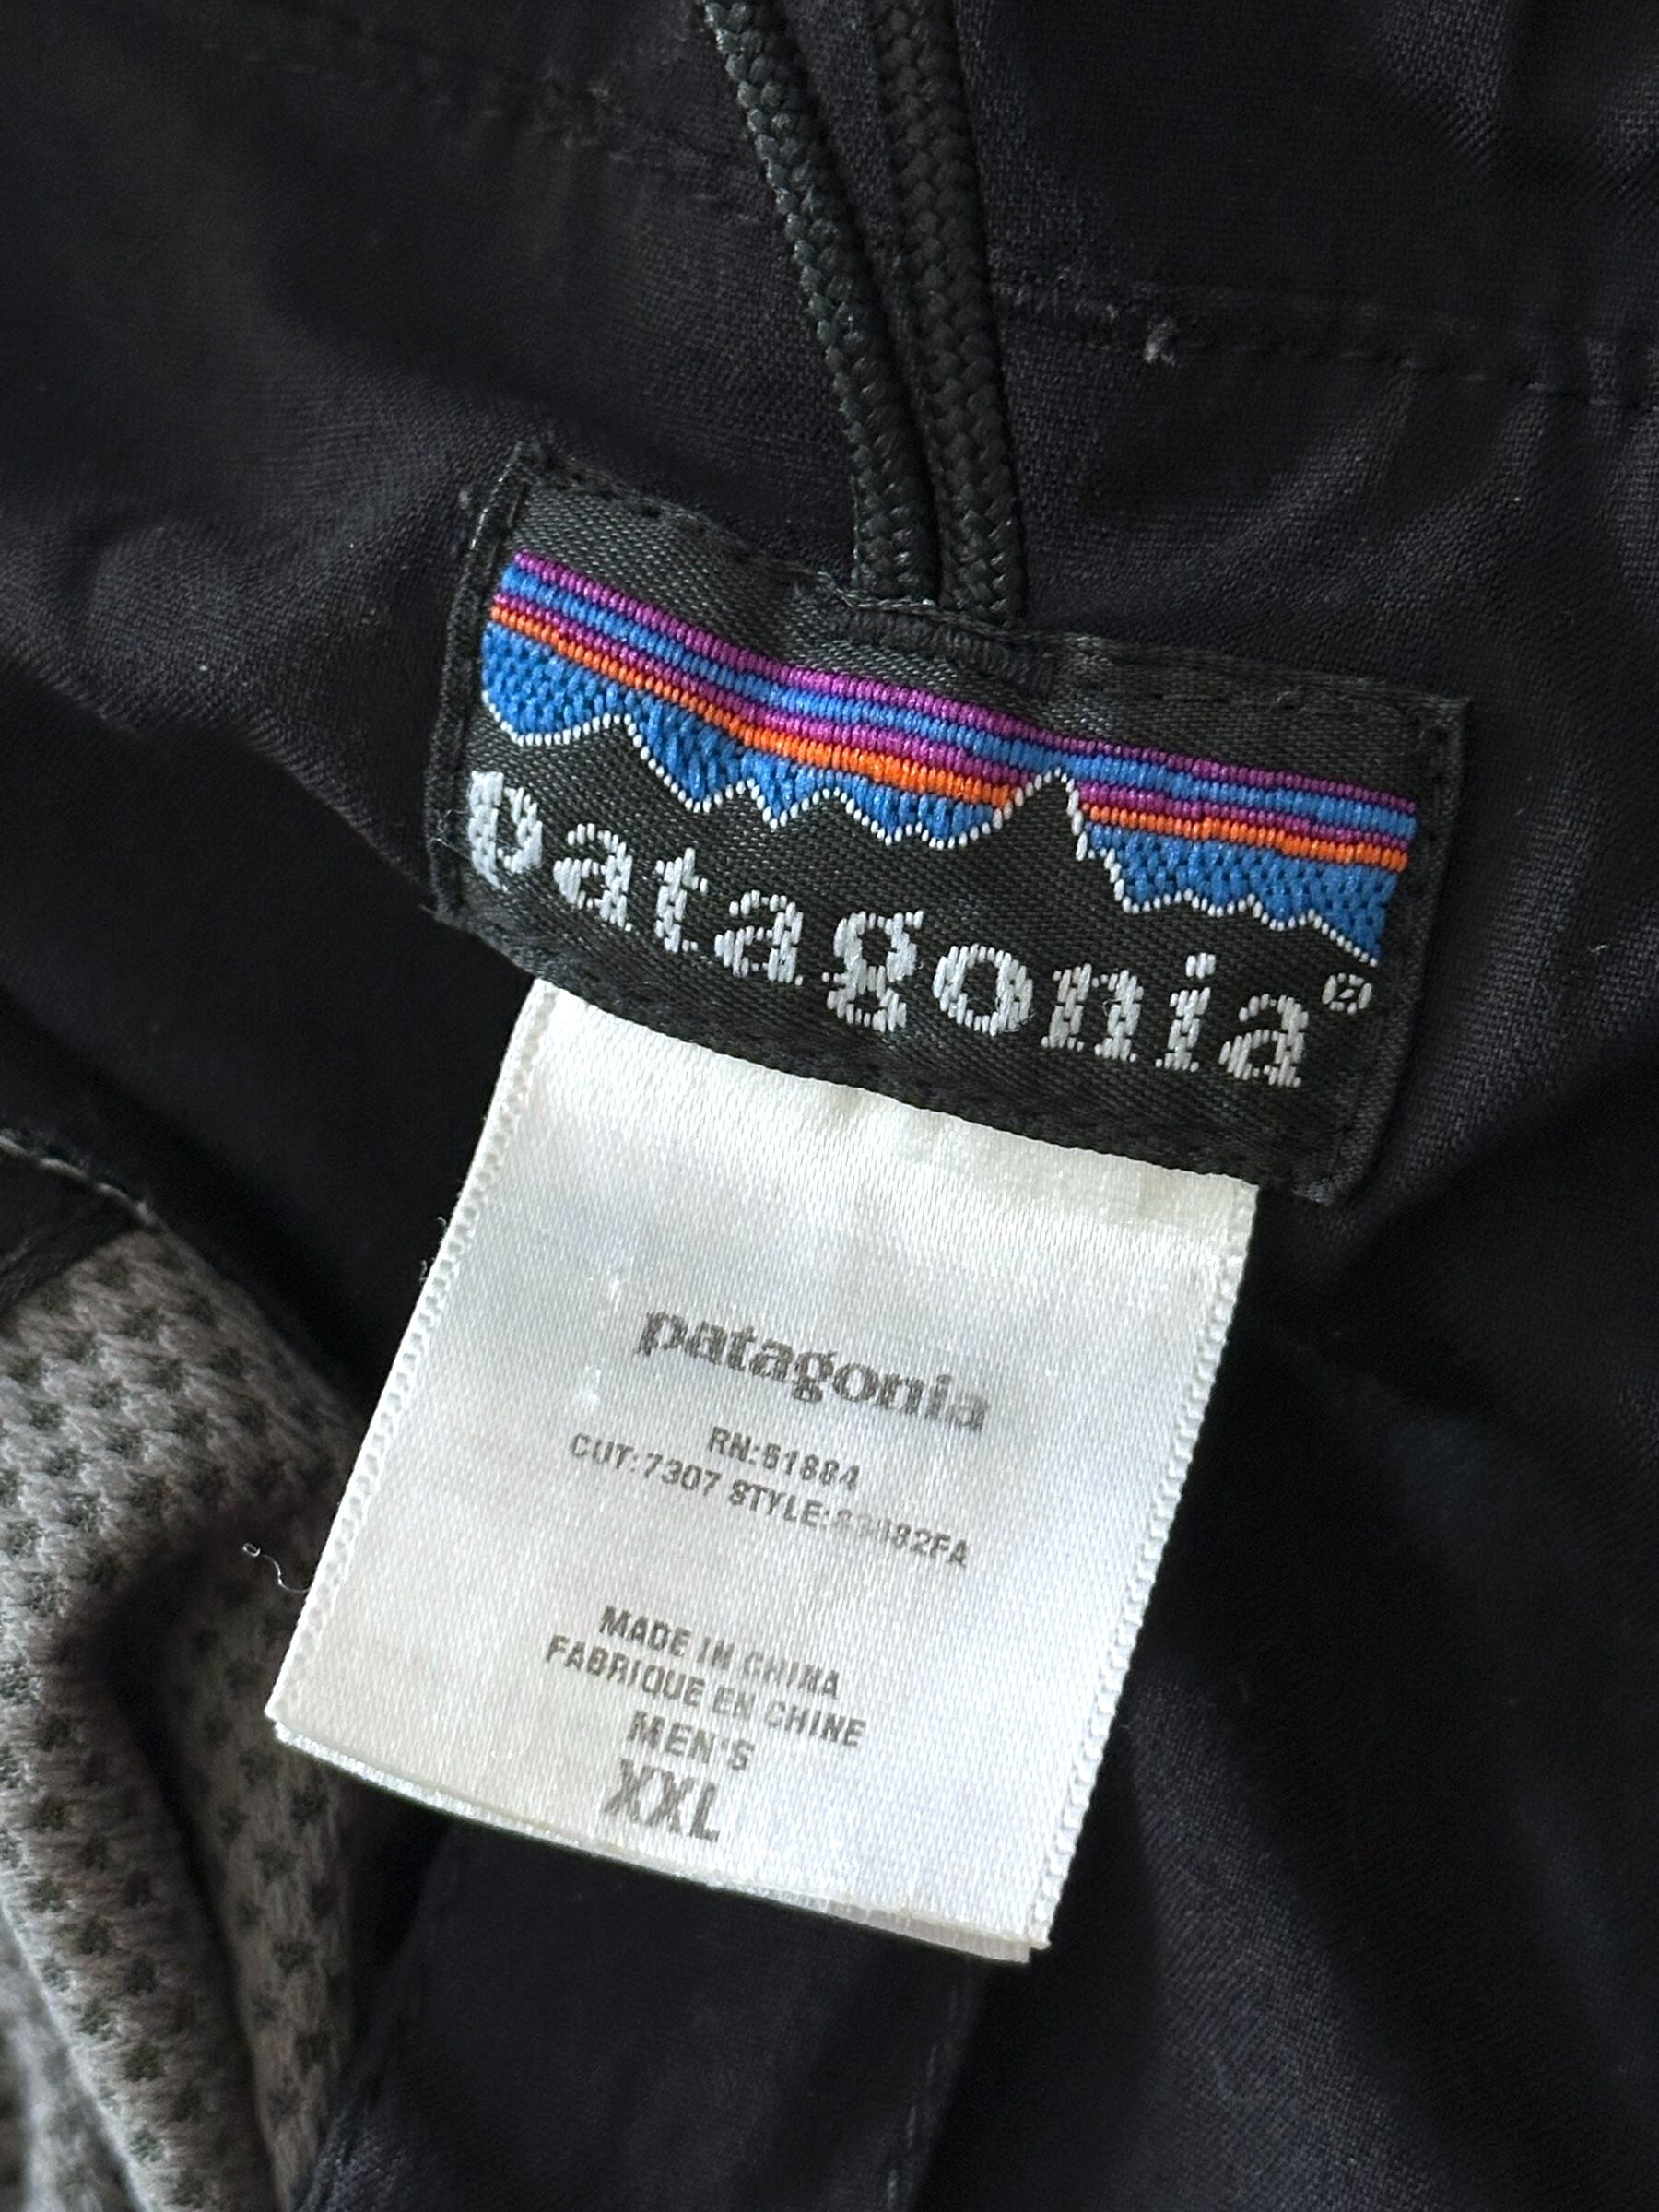 patagonia®
patagonia
RN:51884
CUT:7307 STYLE:
MADE IN CHINA
FABRIQUE EN CHINE
MEN'S
XXL